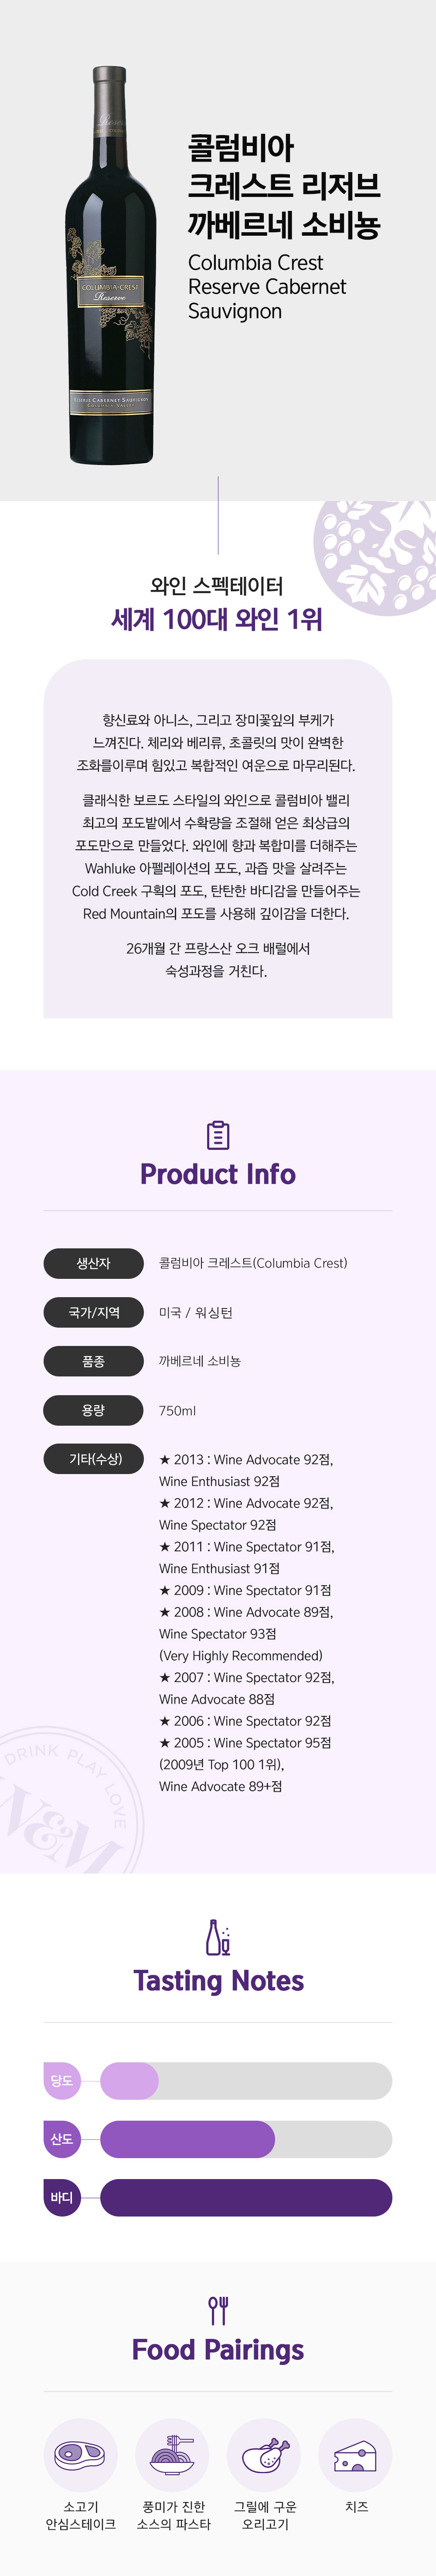 Reserve
COLUMBIA·CREST
Reserve
RESERVE CABERNET SAUVIGNON
COLUMBIA VALLEY
콜럼비아
크레스트 리저브
까베르네 소비뇽
Columbia Crest
Reserve Cabernet
Sauvignon
와인 스펙테이터
세계 100대 와인 1위
향신료와 아니스, 그리고 장미꽃잎의 부케가
느껴진다. 체리와 베리류, 초콜릿의 맛이 완벽한
조화를이루며 힘있고 복합적인 여운으로 마무리된다.
클래식한 보르도 스타일의 와인으로 콜럼비아 밸리
최고의 포도밭에서 수확량을 조절해 얻은 최상급의
포도만으로 만들었다. 와인에 향과 복합미를 더해주는
Wahluke 아펠레이션의 포도, 과즙 맛을 살려주는
Cold Creek 구획의 포도, 탄탄한 바디감을 만들어주는
Red Mountain의 포도를 사용해 깊이감을 더한다.
26개월 간 프랑스산 오크 배럴에서
숙성과정을 거친다.
Product Info
생산자 콜럼비아 크레스트(Columbia Crest)
국가/지역 미국 / 워싱턴
품종 까베르네 소비뇽
용량 750ml
기타(수상) ★ 2013 : Wine Advocate 92점,
Wine Enthusiast 92점
★ 2012 : Wine Advocate 92점,
Wine Spectator 92점
★ 2011 : Wine Spectator 91점,
Wine Enthusiast 91점
★ 2009 : Wine Spectator 91점
★ 2008 : Wine Advocate 89점,
Wine Spectator 93점
(Very Highly Recommended)
★ 2007 : Wine Spectator 92점,
Wine Advocate 88점
★ 2006 : Wine Spectator 92점
★ 2005 : Wine Spectator 95점
(2009년 Top 100 1위),
Wine Advocate 89+점
DRINK PLAY LOVE
W&M
Tasting Notes
당도
산도
바디
Food Pairings
소고기
안심스테이크
풍미가 진한
소스의 파스타
그릴에 구운
오리고기
치즈